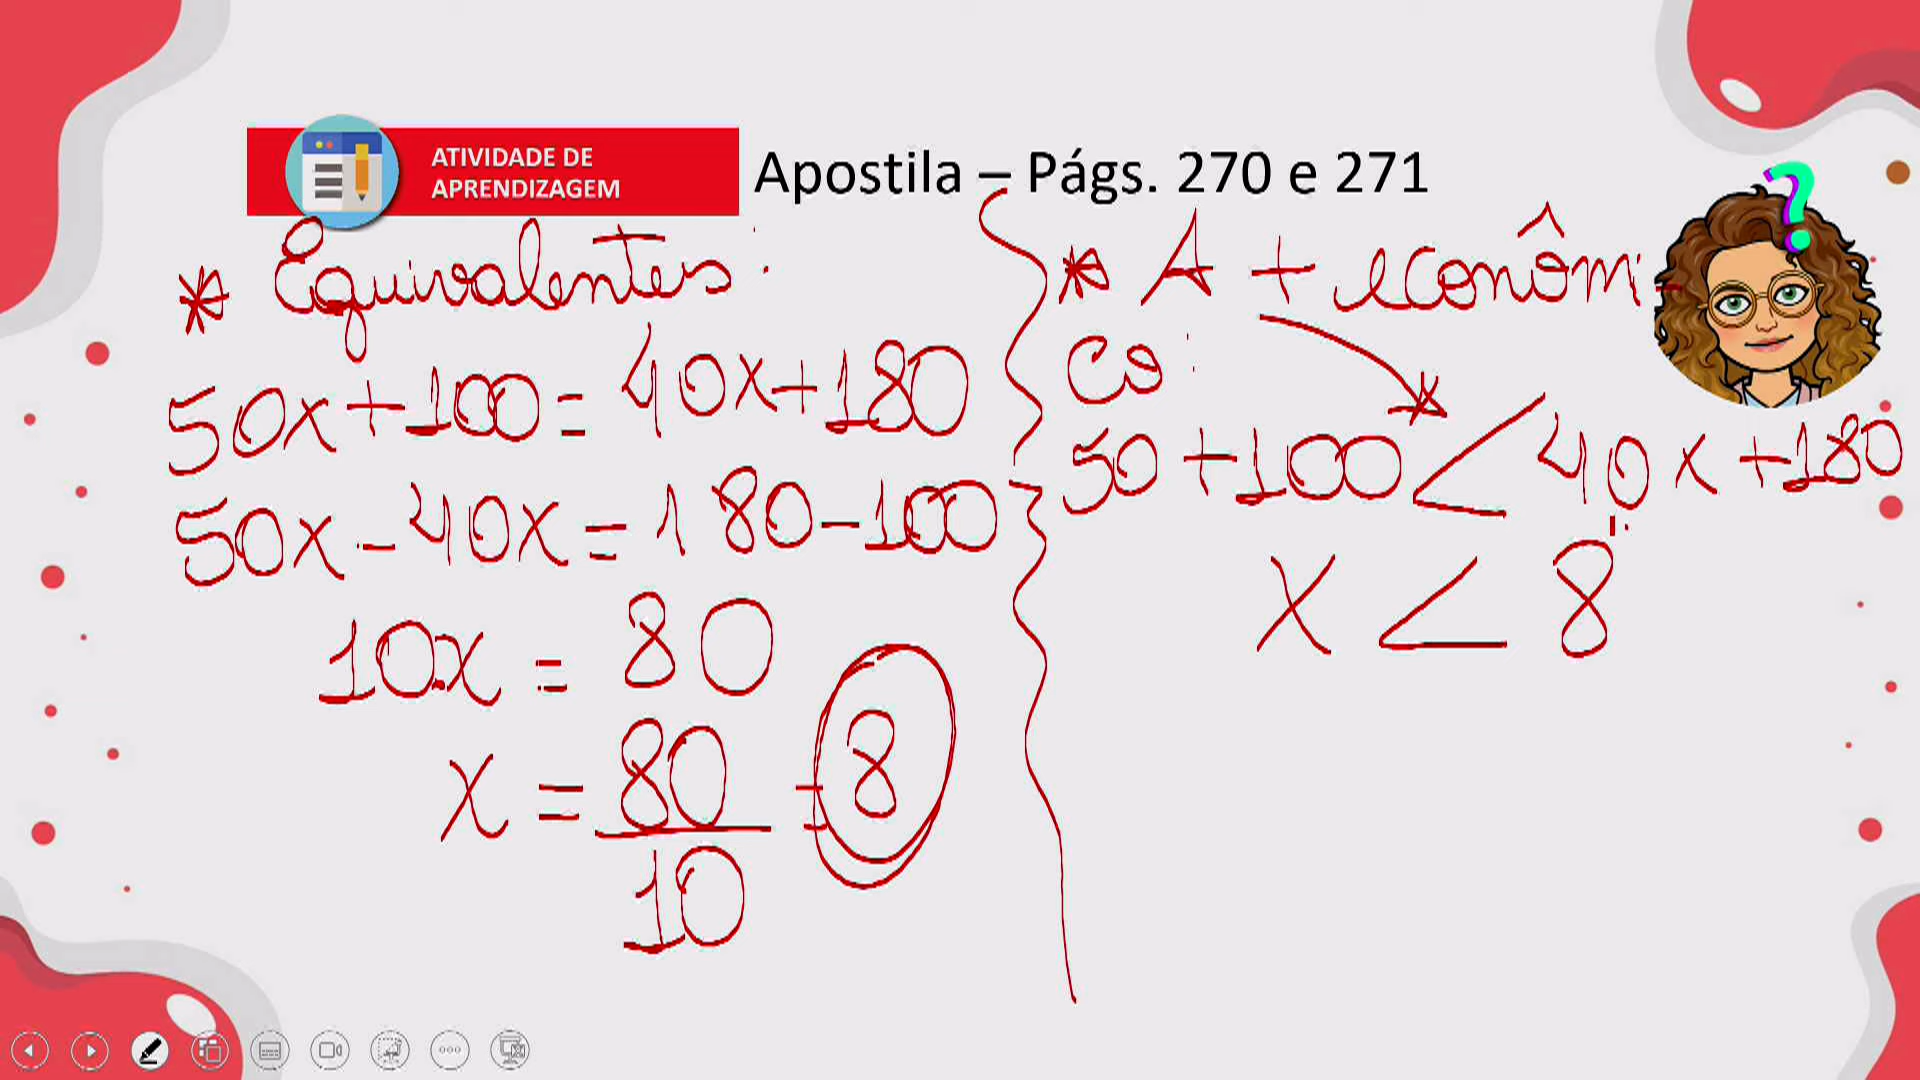 ATIVIDADE DE
APRENDIZAGEM
Apostila – Págs. 270 e 271
* Equivalentes:
50x+100=40x+180
50x-40x=180-100
10x=80
x=80/10=8
* A + econôm-
ca:
50+100<40x+180
x<8
?